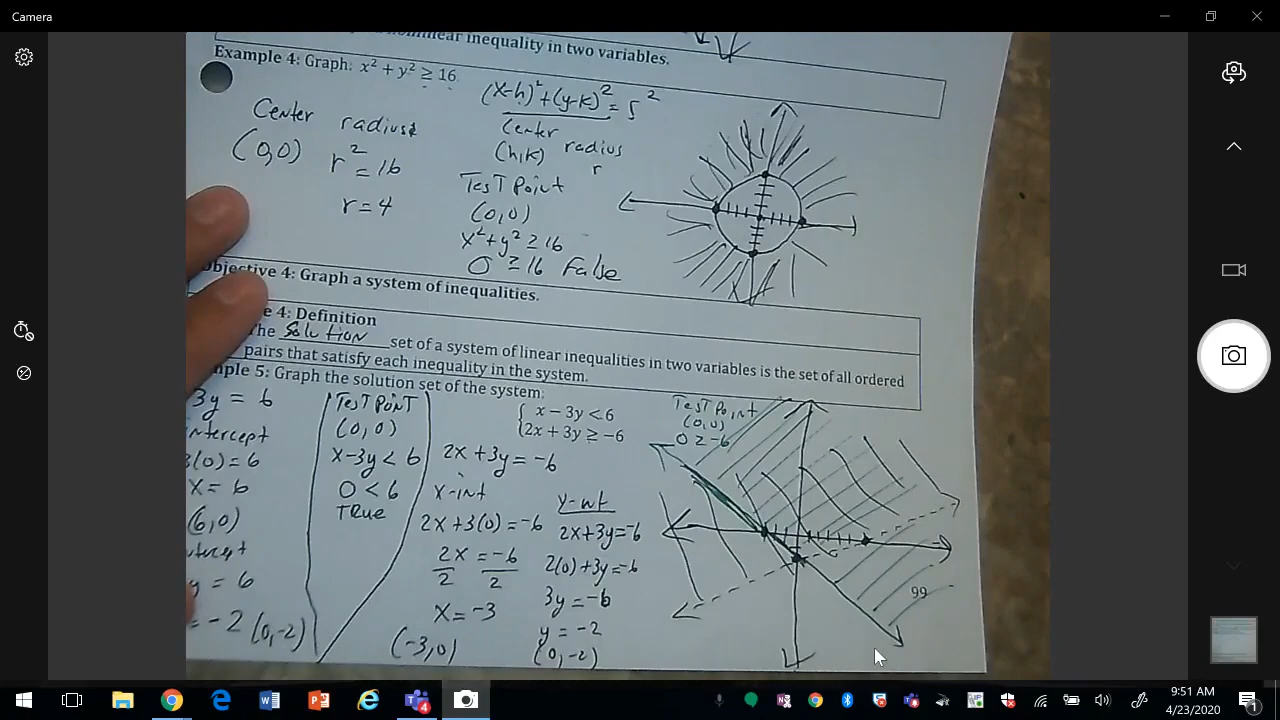 Camera
nonlinear inequality in two variables.
Example 4: Graph: x² + y² ≥ 16.
(x-h)²+(y-k)² = 5²
Center radius
(0,0) r² = 16
r = 4
Center radius
(h,k) r
Test Point
(0,0)
x²+y² ≥ 16
0 ≥ 16 False
Objective 4: Graph a system of inequalities.
e 4: Definition
The Solution set of a system of linear inequalities in two variables is the set of all ordered
pairs that satisfy each inequality in the system.
mple 5: Graph the solution set of the system:
x − 3y < 6
2x + 3y ≥ −6
3y = 6
intercept
3(0) = 6
x = 6
(6,0)
y = 6
= -2 (0,-2)
Test Point
(0,0)
x-3y < 6
0 < 6
True
2x+3y = -6
x-int
2x+3(0) = -6
2x = -6
2 2
x = -3
(-3,0)
y-int
2x+3y = -6
2(0)+3y = -6
3y = -6
y = -2
(0,-2)
Test Point
(0,0)
0 ≥ -6
99
9:51 AM
4/23/2020